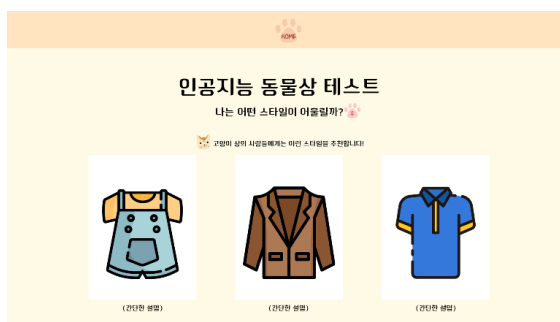 HOME
인공지능 동물상 테스트
나는 어떤 스타일이 어울릴까?
고양이 상의 사람들에게는 이런 스타일을 추천합니다!
(간단한 설명) (간단한 설명) (간단한 설명)